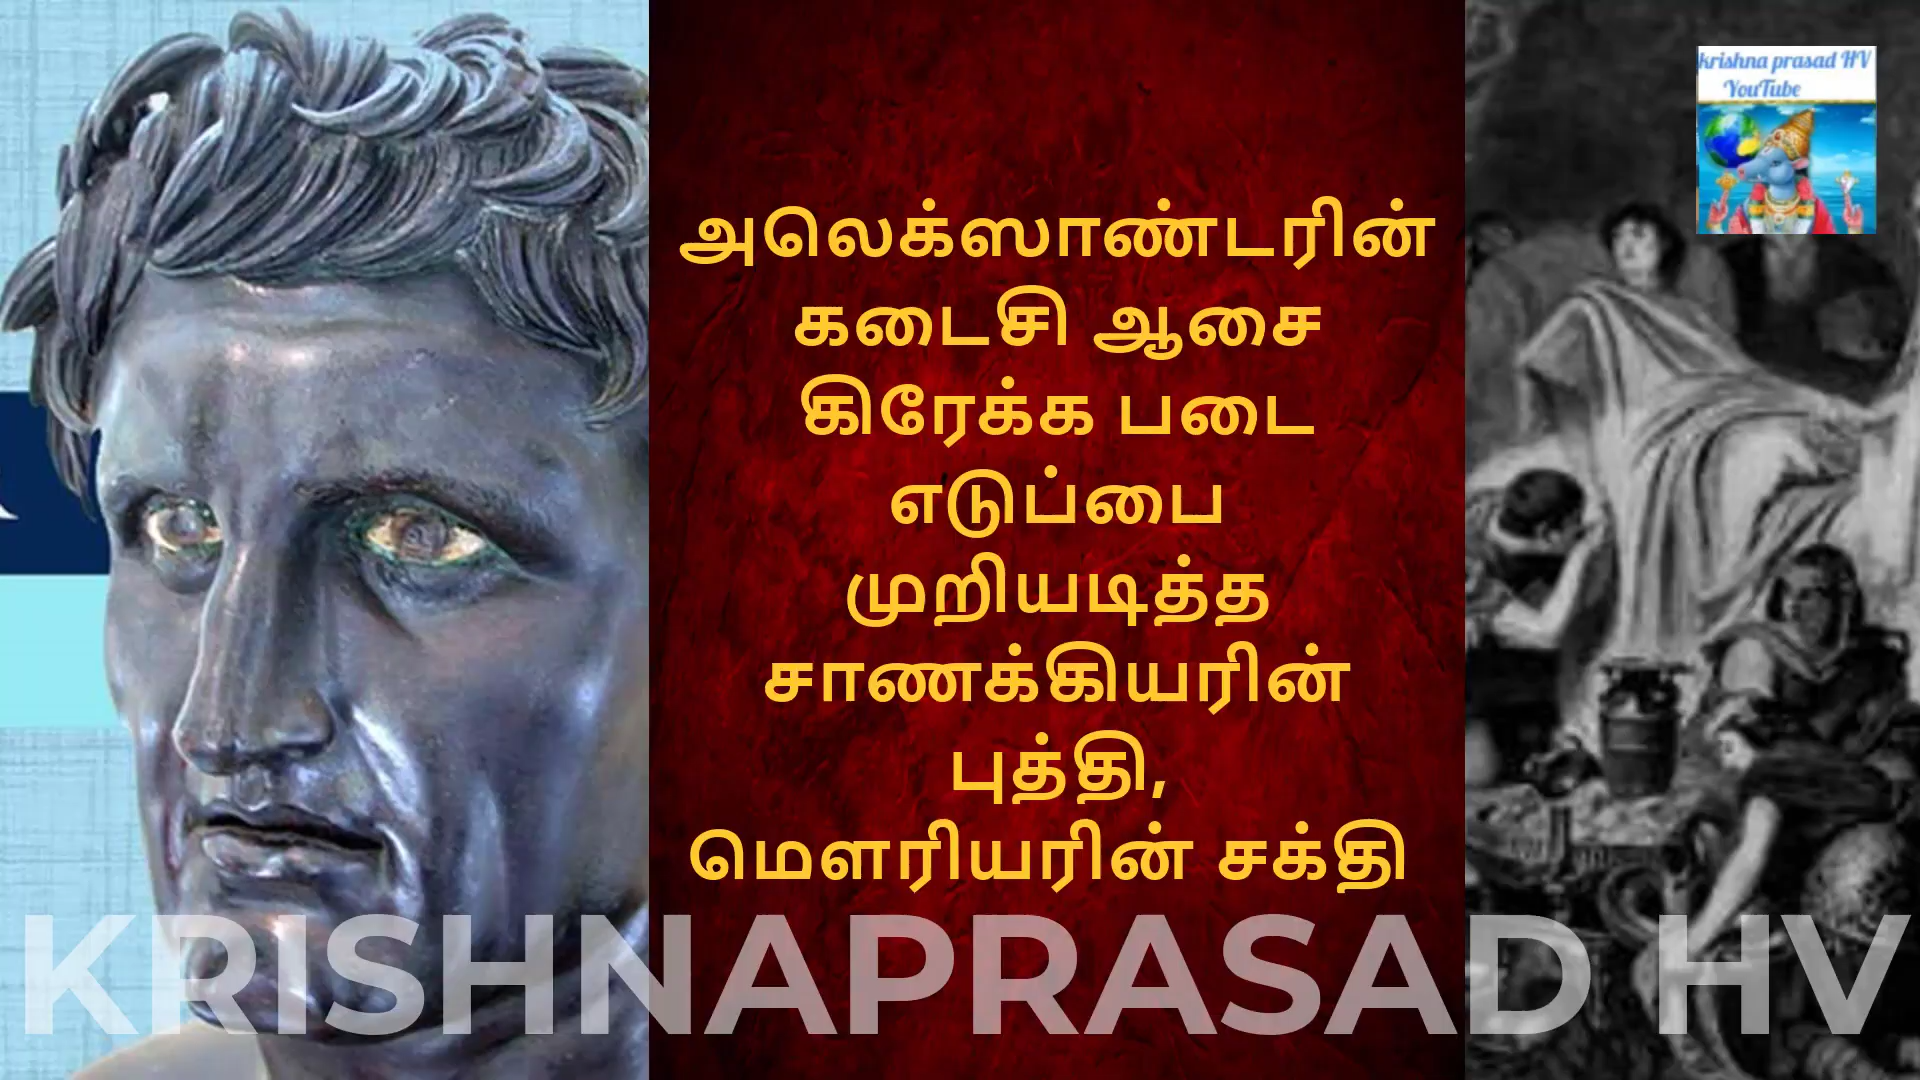 krishna prasad HV
YouTube
அலெக்ஸாண்டரின்
கடைசி ஆசை
கிரேக்க படை
எடுப்பை
முறியடித்த
சாணக்கியரின்
புத்தி,
மௌரியரின் சக்தி
KRISHNAPRASAD HV